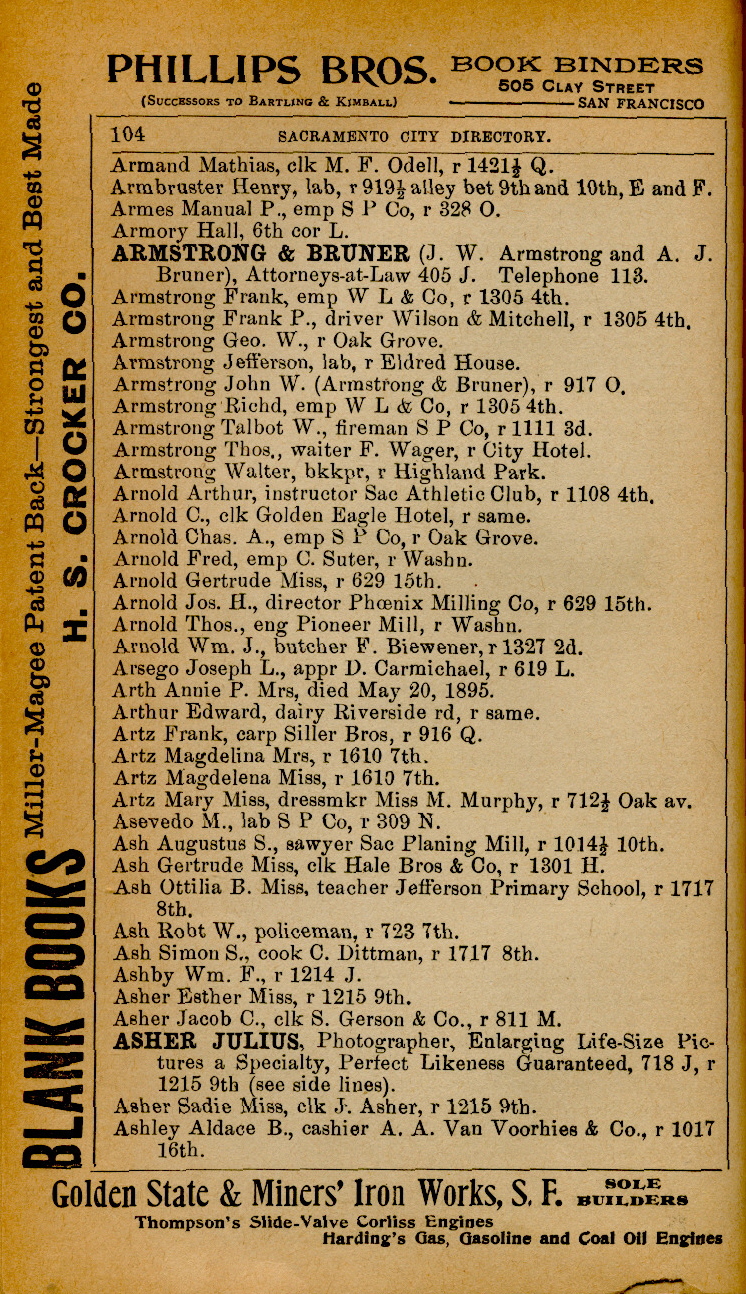 PHILLIPS BROS. BOOK BINDERS
505 CLAY STREET
(SUCCESSORS TO BARTLING & KIMBALL) SAN FRANCISCO
104 SACRAMENTO CITY DIRECTORY.
Armand Mathias, clk M. F. Odell, r 1421½ Q.
Armbruster Henry, lab, r 919½ alley bet 9th and 10th, E and F.
Armes Manual P., emp S P Co, r 328 O.
Armory Hall, 6th cor L.
ARMSTRONG & BRUNER (J. W. Armstrong and A. J.
Bruner), Attorneys-at-Law 405 J. Telephone 113.
Armstrong Frank, emp W L & Co, r 1305 4th.
Armstrong Frank P., driver Wilson & Mitchell, r 1305 4th.
Armstrong Geo. W., r Oak Grove.
Armstrong Jefferson, lab, r Eldred House.
Armstrong John W. (Armstrong & Bruner), r 917 O.
Armstrong Richd, emp W L & Co, r 1305 4th.
Armstrong Talbot W., fireman S P Co, r 1111 3d.
Armstrong Thos., waiter F. Wager, r City Hotel.
Armstrong Walter, bkkpr, r Highland Park.
Arnold Arthur, instructor Sac Athletic Club, r 1108 4th.
Arnold C., clk Golden Eagle Hotel, r same.
Arnold Chas. A., emp S P Co, r Oak Grove.
Arnold Fred, emp C. Suter, r Washn.
Arnold Gertrude Miss, r 629 15th.
Arnold Jos. H., director Phœnix Milling Co, r 629 15th.
Arnold Thos., eng Pioneer Mill, r Washn.
Arnold Wm. J., butcher F. Biewener, r 1327 2d.
Arsego Joseph L., appr D. Carmichael, r 619 L.
Arth Annie P. Mrs, died May 20, 1895.
Arthur Edward, dairy Riverside rd, r same.
Artz Frank, carp Siller Bros, r 916 Q.
Artz Magdelina Mrs, r 1610 7th.
Artz Magdelena Miss, r 1610 7th.
Artz Mary Miss, dressmkr Miss M. Murphy, r 712½ Oak av.
Asevedo M., lab S P Co, r 309 N.
Ash Augustus S., sawyer Sac Planing Mill, r 1014½ 10th.
Ash Gertrude Miss, clk Hale Bros & Co, r 1301 H.
Ash Ottilia B. Miss, teacher Jefferson Primary School, r 1717
8th.
Ash Robt W., policeman, r 723 7th.
Ash Simon S., cook C. Dittman, r 1717 8th.
Ashby Wm. F., r 1214 J.
Asher Esther Miss, r 1215 9th.
Asher Jacob C., clk S. Gerson & Co., r 811 M.
ASHER JULIUS, Photographer, Enlarging Life-Size Pic-
tures a Specialty, Perfect Likeness Guaranteed, 718 J, r
1215 9th (see side lines).
Asher Sadie Miss, clk J. Asher, r 1215 9th.
Ashley Aldace B., cashier A. A. Van Voorhies & Co., r 1017
16th.
BLANK BOOKS
Miller-Magee Patent Back—Strongest and Best Made
H. S. CROCKER CO.
Golden State & Miners' Iron Works, S. F. SOLE
BUILDERS
Thompson's Slide-Valve Corliss Engines
Harding's Gas, Gasoline and Coal Oil Engines